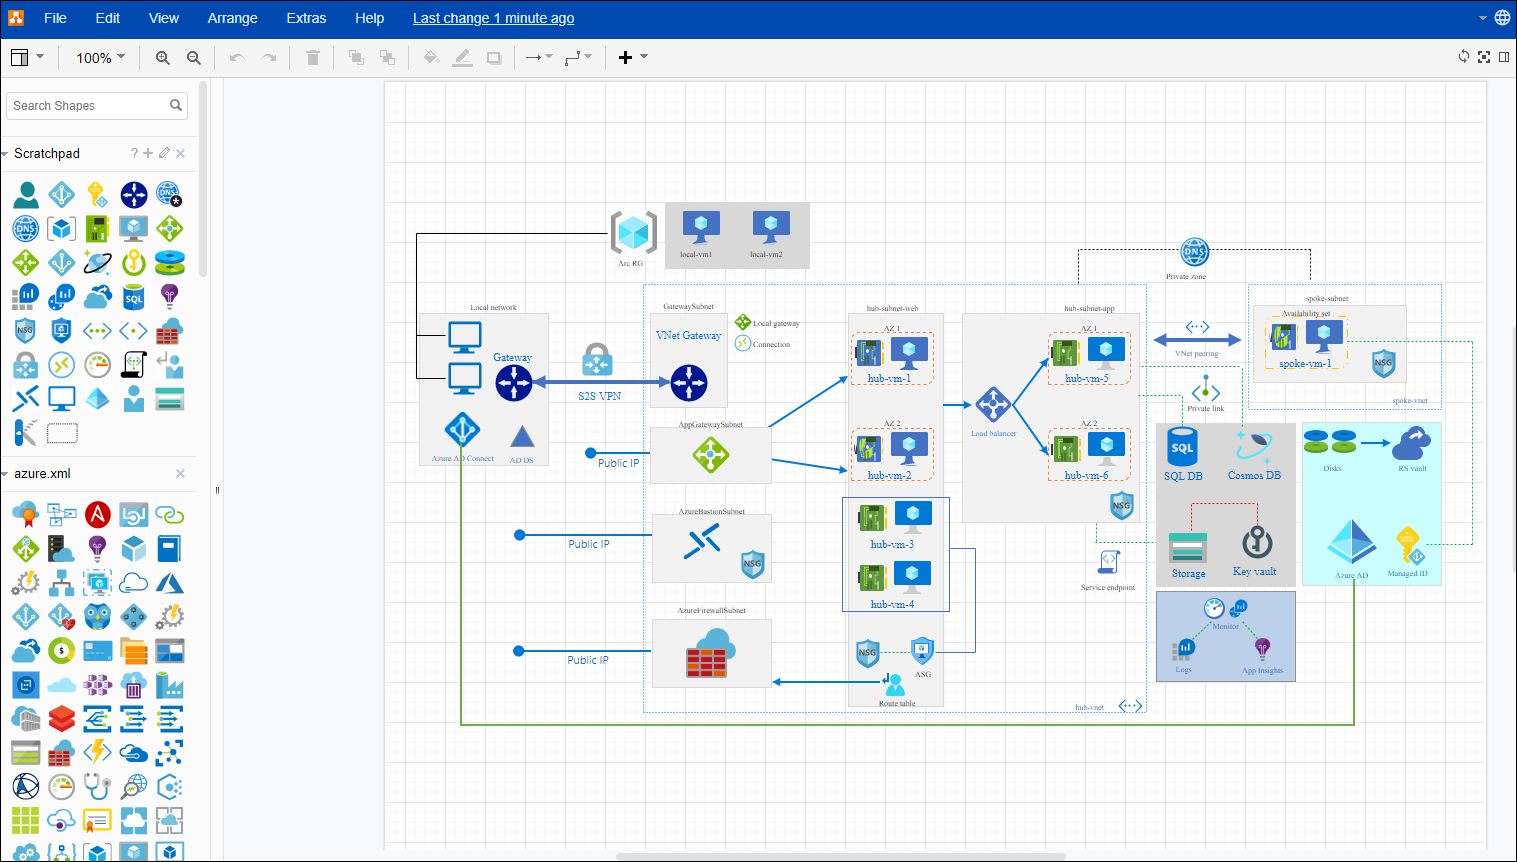 File Edit View Arrange Extras Help Last change 1 minute ago
100%
Search Shapes
Scratchpad
?
azure.xml
Arc RG
local-vm1
local-vm2
DNS
Private zone
Local network
Gateway
Azure AD Connect
AD DS
S2S VPN
GatewaySubnet
VNet Gateway
Local gateway
Connection
AppGatewaySubnet
Public IP
AzureBastionSubnet
Public IP
NSG
AzureFirewallSubnet
Public IP
hub-subnet-web
AZ 1
hub-vm-1
AZ 2
hub-vm-2
hub-vm-3
hub-vm-4
NSG
ASG
Route table
Load balancer
hub-subnet-app
AZ 1
hub-vm-5
AZ 2
hub-vm-6
NSG
hub-vnet
VNet peering
Private link
Service endpoint
spoke-subnet
Availability set
spoke-vm-1
NSG
spoke-vnet
SQL
SQL DB
Cosmos DB
Storage
Key vault
Disks
RS vault
Azure AD
Managed ID
Monitor
Logs
App Insights
DNS
DNS
SQL
NSG